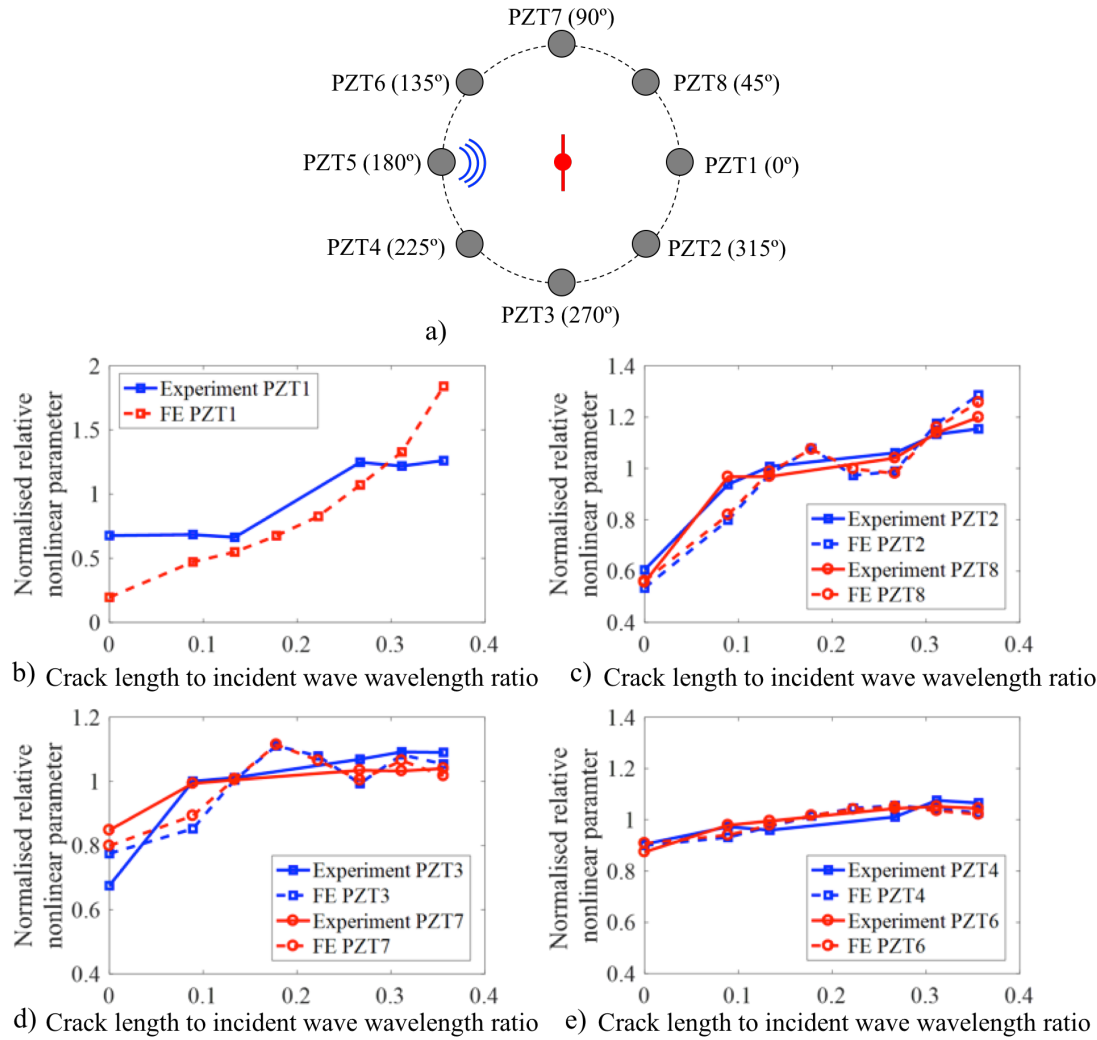 PZT7 (90º)
PZT6 (135º)
PZT8 (45º)
PZT5 (180º)
PZT1 (0º)
PZT4 (225º)
PZT2 (315º)
PZT3 (270º)
a)
Normalised relative
nonlinear parameter
2
1.5
1
0.5
0
0
0.1
0.2
0.3
0.4
Experiment PZT1
FE PZT1
b) Crack length to incident wave wavelength ratio
Normalised relative
nonlinear parameter
1.4
1.2
1
0.8
0.6
0.4
0
0.1
0.2
0.3
0.4
Experiment PZT2
FE PZT2
Experiment PZT8
FE PZT8
c) Crack length to incident wave wavelength ratio
Normalised relative
nonlinear parameter
1.2
1
0.8
0.6
0.4
0
0.1
0.2
0.3
0.4
Experiment PZT3
FE PZT3
Experiment PZT7
FE PZT7
d) Crack length to incident wave wavelength ratio
Normalised relative
nonlinear paramter
1.4
1.2
1
0.8
0.6
0.4
0
0.1
0.2
0.3
0.4
Experiment PZT4
FE PZT4
Experiment PZT6
FE PZT6
e) Crack length to incident wave wavelength ratio